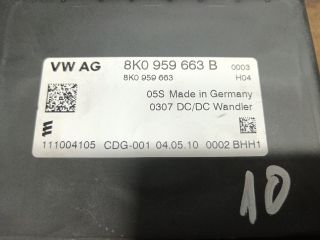 VW AG 8K0 959 663 B 0003
8K0 959 663 H04
05S Made in Germany
0307 DC/DC Wandler
111004105 CDG-001 04.05.10 0002 BHH1
10